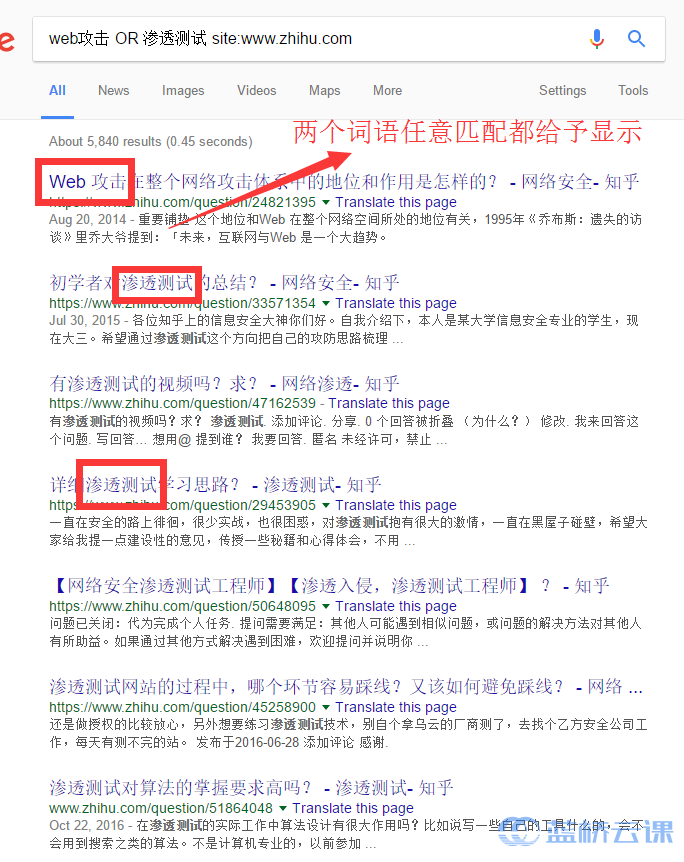 e
web攻击 OR 渗透测试 site:www.zhihu.com
All News Images Videos Maps More Settings Tools
About 5,840 results (0.45 seconds)
两个词语任意匹配都给予显示
Web 攻击在整个网络攻击体系中的地位和作用是怎样的？ - 网络安全- 知乎
https://www.zhihu.com/question/24821395 Translate this page
Aug 20, 2014 - 重要铺垫 这个地位和Web 在整个网络空间所处的地位有关，1995年《乔布斯：遗失的访
谈》里乔大爷提到：「未来，互联网与Web 是一个大趋势。
初学者对渗透测试的总结？ - 网络安全- 知乎
https://www.zhihu.com/question/33571354 Translate this page
Jul 30, 2015 - 各位知乎上的信息安全大神你们好。自我介绍下，本人是某大学信息安全专业的学生，现
在大三。希望通过渗透测试这个方向把自己的攻防思路梳理 ...
有渗透测试的视频吗？求？ - 网络渗透- 知乎
https://www.zhihu.com/question/47162539 - Translate this page
有渗透测试的视频吗？求？ 渗透测试. 添加评论. 分享. 0 个回答被折叠 （为什么？） 修改. 我来回答这
个问题. 写回答... 想用@ 提到谁？ 我要回答. 匿名 未经许可，禁止 ...
详细渗透测试学习思路？ - 渗透测试- 知乎
https://www.zhihu.com/question/29453905 Translate this page
一直在安全的路上徘徊，很少实战，也很困惑，对渗透测试抱有很大的激情，一直在黑屋子碰壁，希望大
家给我提一点建设性的意见，传授一些秘籍和心得体会，不用 ...
【网络安全渗透测试工程师】【渗透入侵，渗透测试工程师】 ？ - 知乎
https://www.zhihu.com/question/50648095 Translate this page
问题已关闭：代为完成个人任务. 提问需要满足：其他人可能遇到相似问题，或问题的解决方法对其他人
有所助益。如果通过其他方式解决遇到困难，欢迎提问并说明你 ...
渗透测试网站的过程中，哪个环节容易踩线？又该如何避免踩线？ - 网络 ...
https://www.zhihu.com/question/45258900 Translate this page
还是做授权的比较放心，另外想要练习渗透测试技术，别自个拿乌云的厂商测了，去找个乙方安全公司工
作，每天有测不完的站。 发布于2016-06-28 添加评论 感谢.
渗透测试对算法的掌握要求高吗？ - 渗透测试- 知乎
www.zhihu.com/question/51864048 Translate this page
Oct 22, 2016 - 在渗透测试的实际工作中算法设计有很大作用吗？比如说写一些自己的工具什么的，会不
会用到搜索之类的算法。不是计算机专业的，以前参加 ...
蓝桥云课